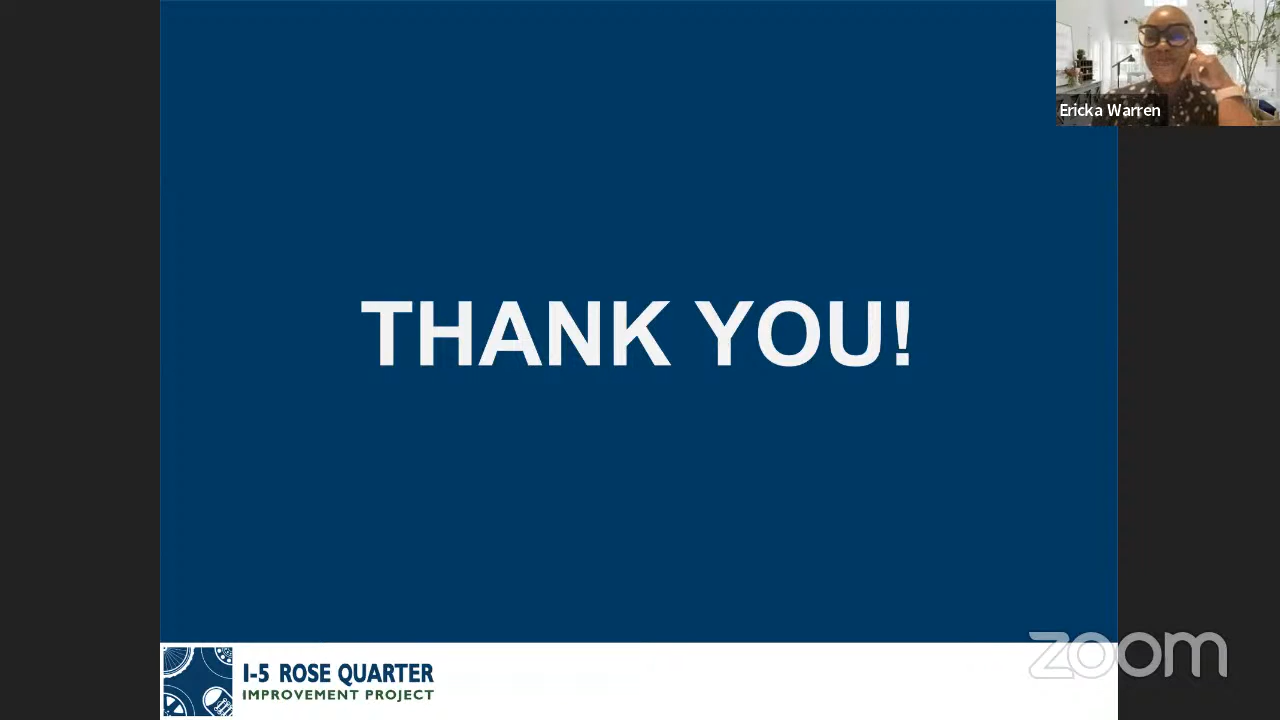 Ericka Warren
THANK YOU!
I-5 ROSE QUARTER
IMPROVEMENT PROJECT
zoom